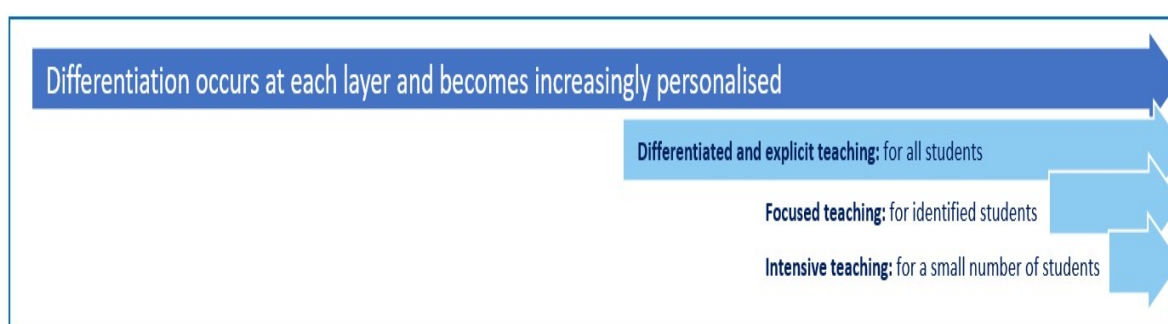 Differentiation occurs at each layer and becomes increasingly personalised
Differentiated and explicit teaching: for all students
Focused teaching: for identified students
Intensive teaching: for a small number of students